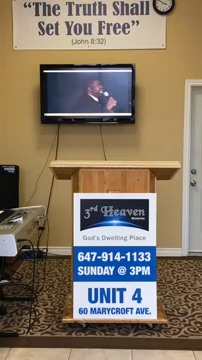 “The Truth Shall
Set You Free”
(John 8:32)
3rd Heaven
God's Dwelling Place
647-914-1133
SUNDAY @ 3PM
UNIT 4
60 MARYCROFT AVE.